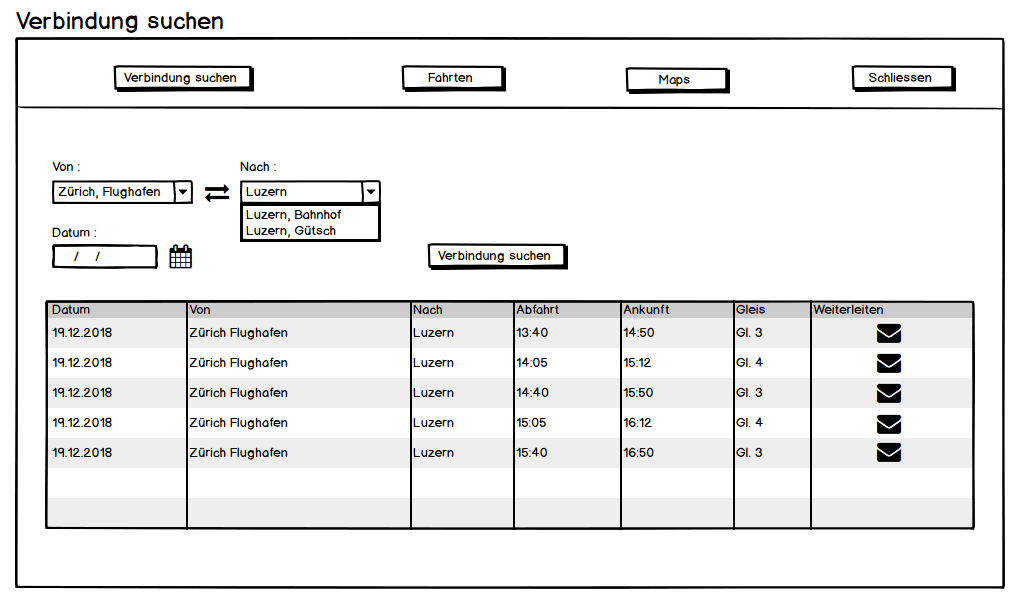 Verbindung suchen
Verbindung suchen Fahrten Maps Schliessen
Von : Nach :
Zürich, Flughafen Luzern
Luzern, Bahnhof
Luzern, Gütsch
Datum :
/ /
Verbindung suchen
Datum Von Nach Abfahrt Ankunft Gleis Weiterleiten
19.12.2018 Zürich Flughafen Luzern 13:40 14:50 Gl. 3
19.12.2018 Zürich Flughafen Luzern 14:05 15:12 Gl. 4
19.12.2018 Zürich Flughafen Luzern 14:40 15:50 Gl. 3
19.12.2018 Zürich Flughafen Luzern 15:05 16:12 Gl. 4
19.12.2018 Zürich Flughafen Luzern 15:40 16:50 Gl. 3